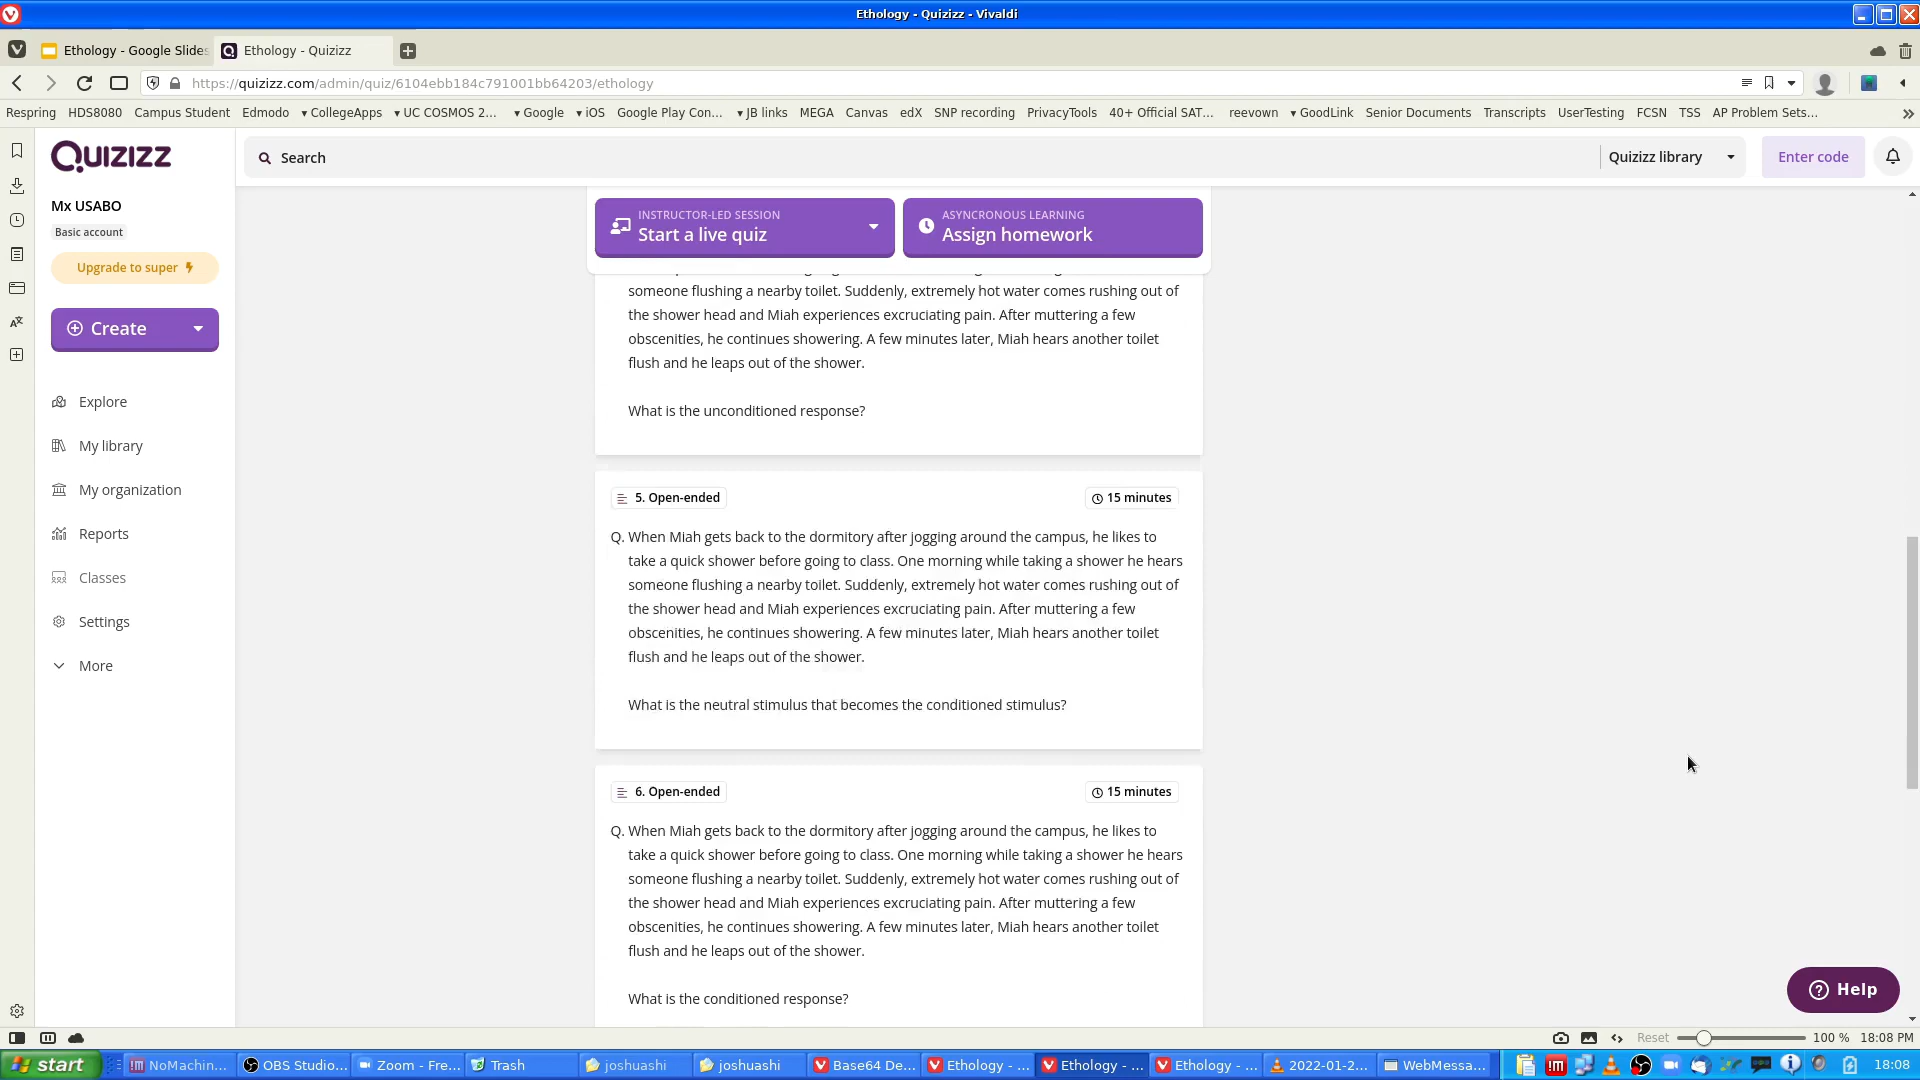 Ethology - Quizizz - Vivaldi
Ethology - Google Slides
Ethology - Quizizz
https://quizizz.com/admin/quiz/6104ebb184c791001bb64203/ethology
Respring HDS8080 Campus Student Edmodo CollegeApps UC COSMOS 2... Google iOS Google Play Con... JB links MEGA Canvas edX SNP recording PrivacyTools 40+ Official SAT... reevown GoodLink Senior Documents Transcripts UserTesting FCSN TSS AP Problem Sets...
Quizizz
Search
Quizizz library
Enter code
Mx USABO
Basic account
Upgrade to super
Create
Explore
My library
My organization
Reports
Classes
Settings
More
INSTRUCTOR-LED SESSION
Start a live quiz
ASYNCRONOUS LEARNING
Assign homework
someone flushing a nearby toilet. Suddenly, extremely hot water comes rushing out of
the shower head and Miah experiences excruciating pain. After muttering a few
obscenities, he continues showering. A few minutes later, Miah hears another toilet
flush and he leaps out of the shower.
What is the unconditioned response?
5. Open-ended
15 minutes
Q. When Miah gets back to the dormitory after jogging around the campus, he likes to
take a quick shower before going to class. One morning while taking a shower he hears
someone flushing a nearby toilet. Suddenly, extremely hot water comes rushing out of
the shower head and Miah experiences excruciating pain. After muttering a few
obscenities, he continues showering. A few minutes later, Miah hears another toilet
flush and he leaps out of the shower.
What is the neutral stimulus that becomes the conditioned stimulus?
6. Open-ended
15 minutes
Q. When Miah gets back to the dormitory after jogging around the campus, he likes to
take a quick shower before going to class. One morning while taking a shower he hears
someone flushing a nearby toilet. Suddenly, extremely hot water comes rushing out of
the shower head and Miah experiences excruciating pain. After muttering a few
obscenities, he continues showering. A few minutes later, Miah hears another toilet
flush and he leaps out of the shower.
What is the conditioned response?
Help
Reset 100 % 18:08 PM
start NoMachin... OBS Studio... Zoom - Fre... Trash joshuashi joshuashi Base64 De... Ethology - ... Ethology - ... Ethology - ... 2022-01-2... WebMessa... 18:08